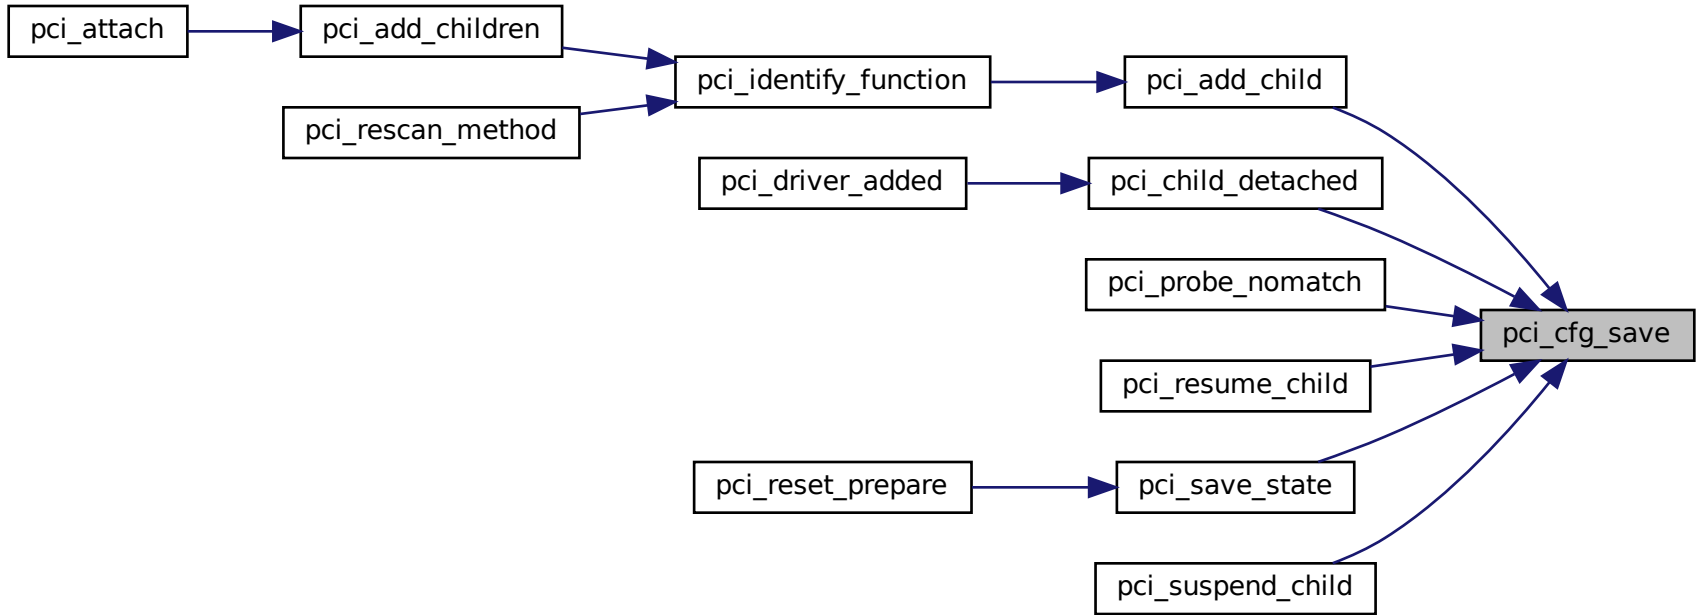 pci_attach
pci_add_children
pci_identify_function
pci_add_child
pci_rescan_method
pci_driver_added
pci_child_detached
pci_probe_nomatch
pci_cfg_save
pci_resume_child
pci_reset_prepare
pci_save_state
pci_suspend_child